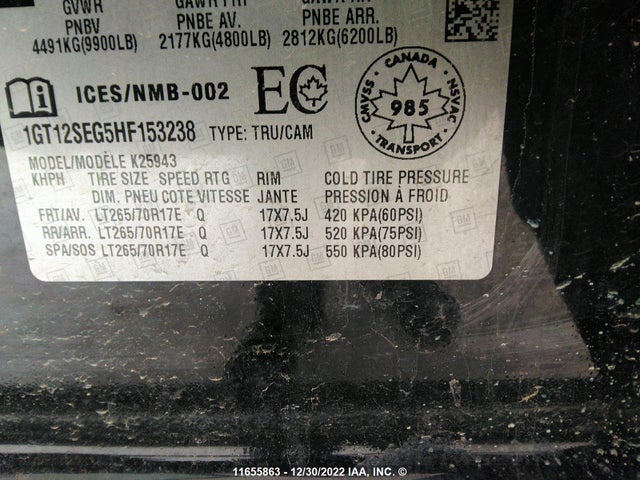 GVWR GAWR FRT GAWR RR
PNBV PNBE AV. PNBE ARR.
4491KG(9900LB) 2177KG(4800LB) 2812KG(6200LB)
ICES/NMB-002 EC
CANADA
CMVSS 985 NSVAC
TRANSPORT
1GT12SEG5HF153238 TYPE: TRU/CAM
MODEL/MODÈLE K25943
KHPH TIRE SIZE SPEED RTG RIM COLD TIRE PRESSURE
DIM. PNEU COTE VITESSE JANTE PRESSION À FROID
FRT/AV. LT265/70R17E Q 17X7.5J 420 KPA(60PSI)
RR/ARR. LT265/70R17E Q 17X7.5J 520 KPA(75PSI)
SPA/SOS LT265/70R17E Q 17X7.5J 550 KPA(80PSI)
11655863 - 12/30/2022 IAA, INC. ©